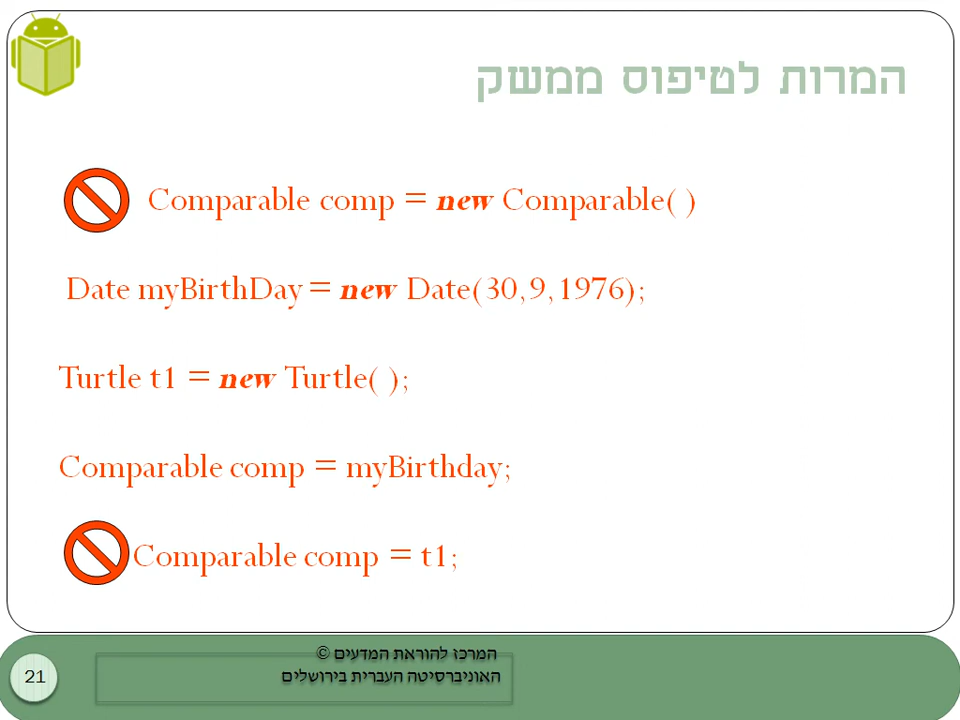 המרות לטיפוס ממשק
Comparable comp = new Comparable( )
Date myBirthDay = new Date(30,9,1976);
Turtle t1 = new Turtle( );
Comparable comp = myBirthday;
Comparable comp = t1;
המרכז להוראת המדעים ©
האוניברסיטה העברית בירושלים
21